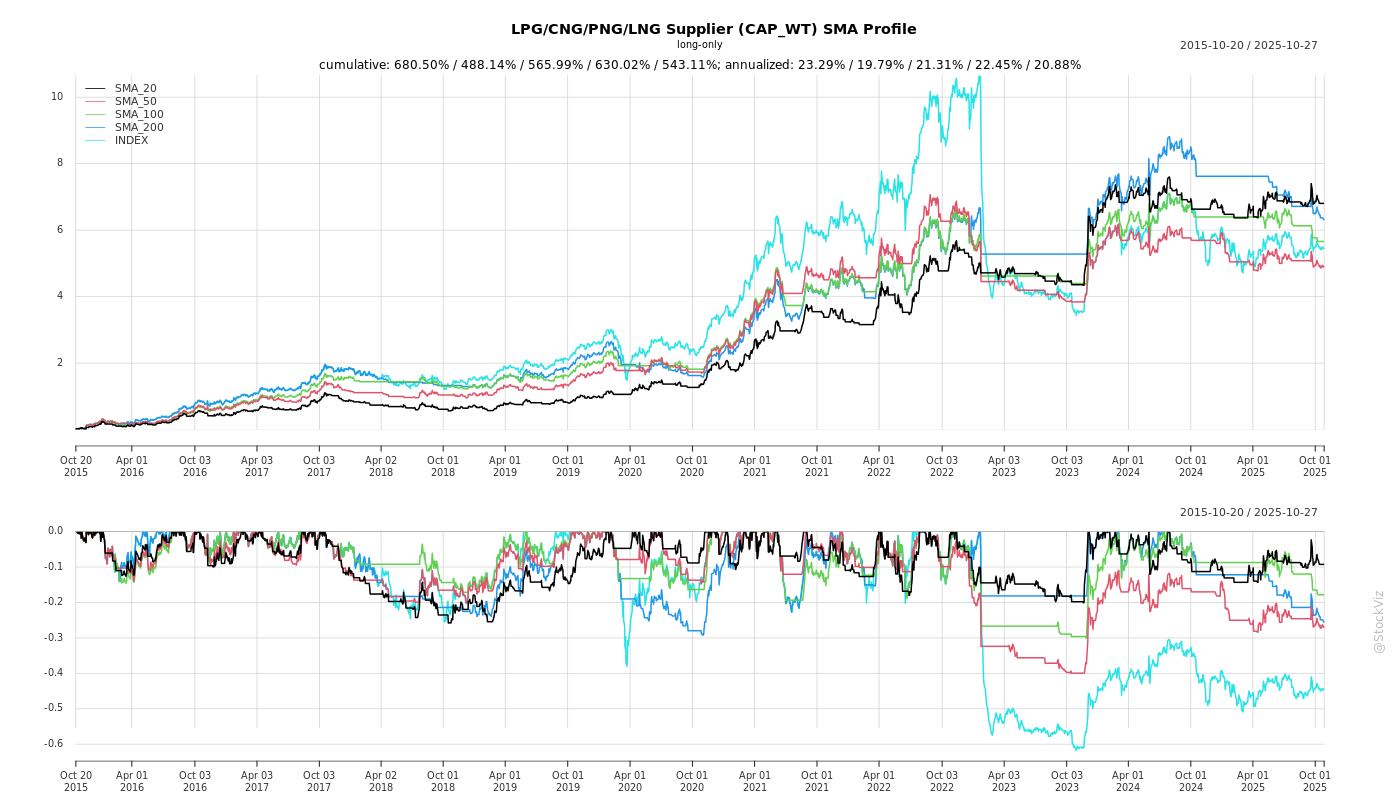 LPG/CNG/PNG/LNG Supplier (CAP_WT) SMA Profile
long-only
2015-10-20 / 2025-10-27
cumulative: 680.50% / 488.14% / 565.99% / 630.02% / 543.11%; annualized: 23.29% / 19.79% / 21.31% / 22.45% / 20.88%
SMA_20
SMA_50
SMA_100
SMA_200
INDEX
10
8
6
4
2
Oct 20 Apr 01 Oct 03 Apr 03 Oct 03 Apr 02 Oct 01 Apr 01 Oct 01 Apr 01 Oct 01 Apr 01 Oct 01 Apr 01 Oct 03 Apr 03 Oct 03 Apr 01 Oct 01 Apr 01 Oct 01
2015 2016 2016 2017 2017 2018 2018 2019 2019 2020 2020 2021 2021 2022 2022 2023 2023 2024 2024 2025 2025
2015-10-20 / 2025-10-27
0.0
-0.1
-0.2
-0.3
-0.4
-0.5
-0.6
Oct 20 Apr 01 Oct 03 Apr 03 Oct 03 Apr 02 Oct 01 Apr 01 Oct 01 Apr 01 Oct 01 Apr 01 Oct 01 Apr 01 Oct 03 Apr 03 Oct 03 Apr 01 Oct 01 Apr 01 Oct 01
2015 2016 2016 2017 2017 2018 2018 2019 2019 2020 2020 2021 2021 2022 2022 2023 2023 2024 2024 2025 2025
@StockViz